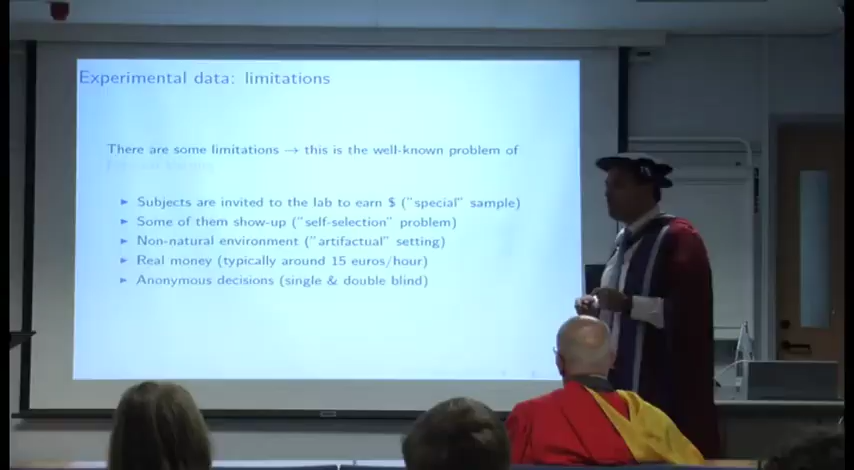 Experimental data: limitations
There are some limitations → this is the well-known problem of
► Subjects are invited to the lab to earn $ ("special" sample)
► Some of them show-up ("self-selection" problem)
► Non-natural environment ("artifactual" setting)
► Real money (typically around 15 euros/hour)
► Anonymous decisions (single & double blind)